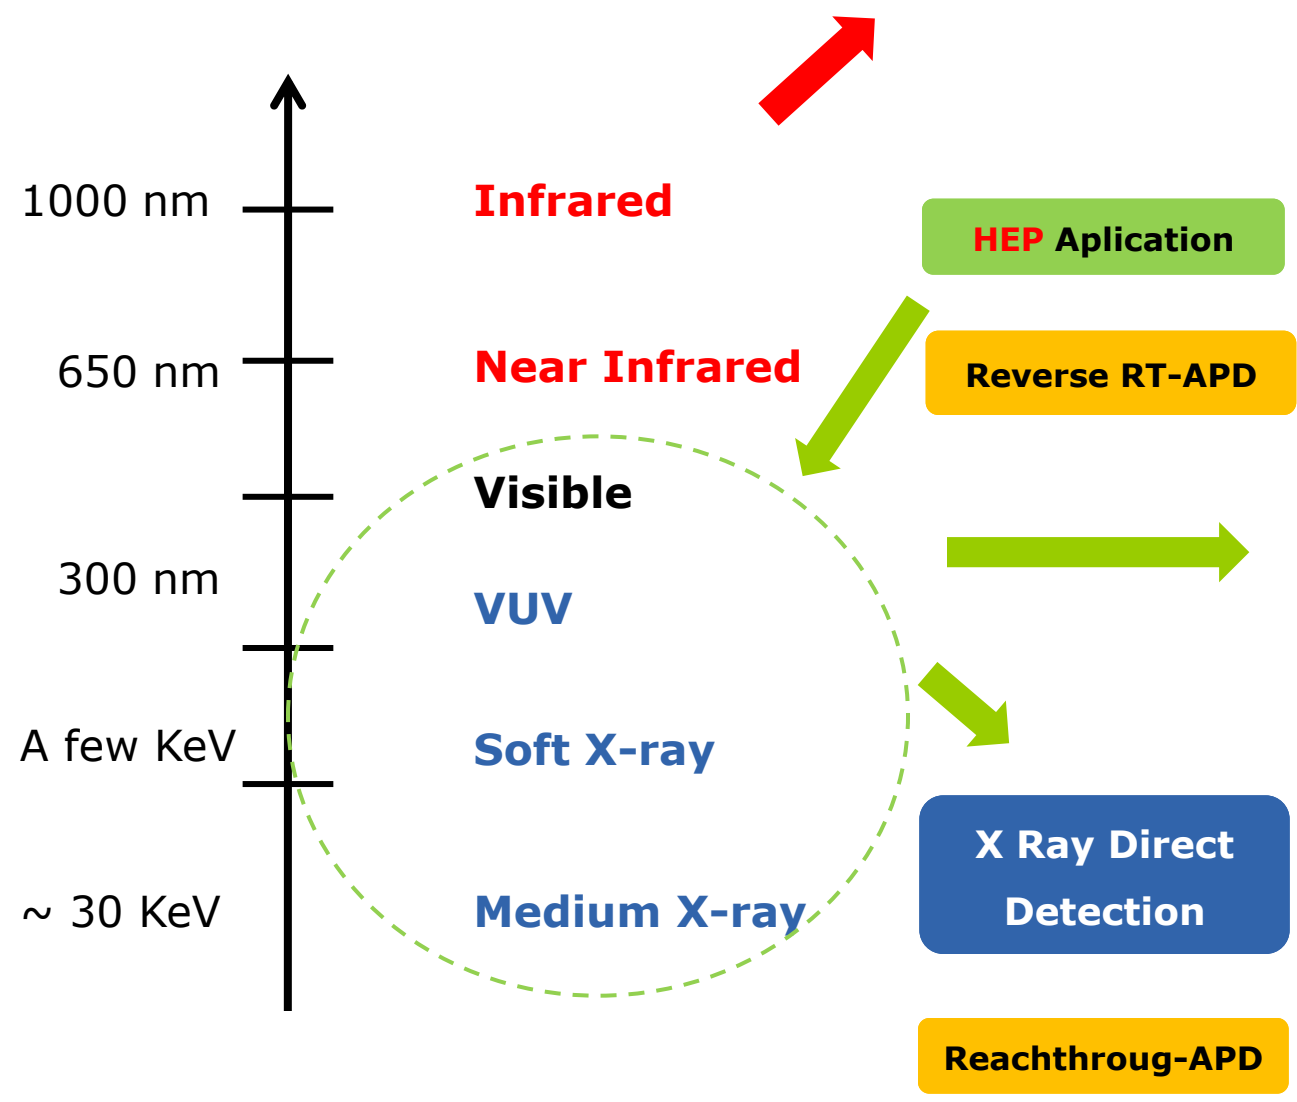 1000 nm
Infrared
HEP Aplication
650 nm
Near Infrared
Reverse RT-APD
Visible
300 nm
VUV
A few KeV
Soft X-ray
X Ray Direct
Detection
~ 30 KeV
Medium X-ray
Reachthroug-APD